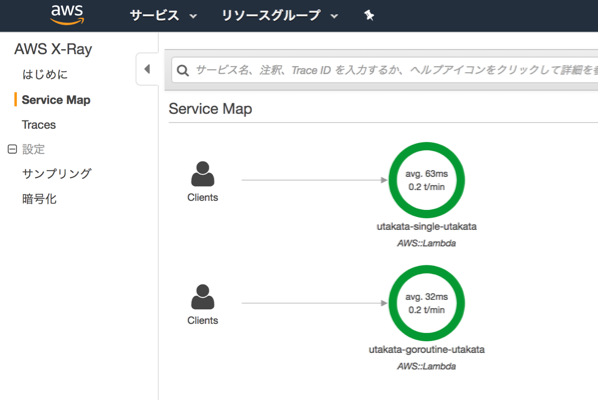 aws サービス リソースグループ
AWS X-Ray
はじめに
Service Map
Traces
設定
サンプリング
暗号化
サービス名、注釈、Trace ID を入力するか、ヘルプアイコンをクリックして詳細を
Service Map
Clients
avg. 63ms
0.2 t/min
utakata-single-utakata
AWS::Lambda
Clients
avg. 32ms
0.2 t/min
utakata-goroutine-utakata
AWS::Lambda